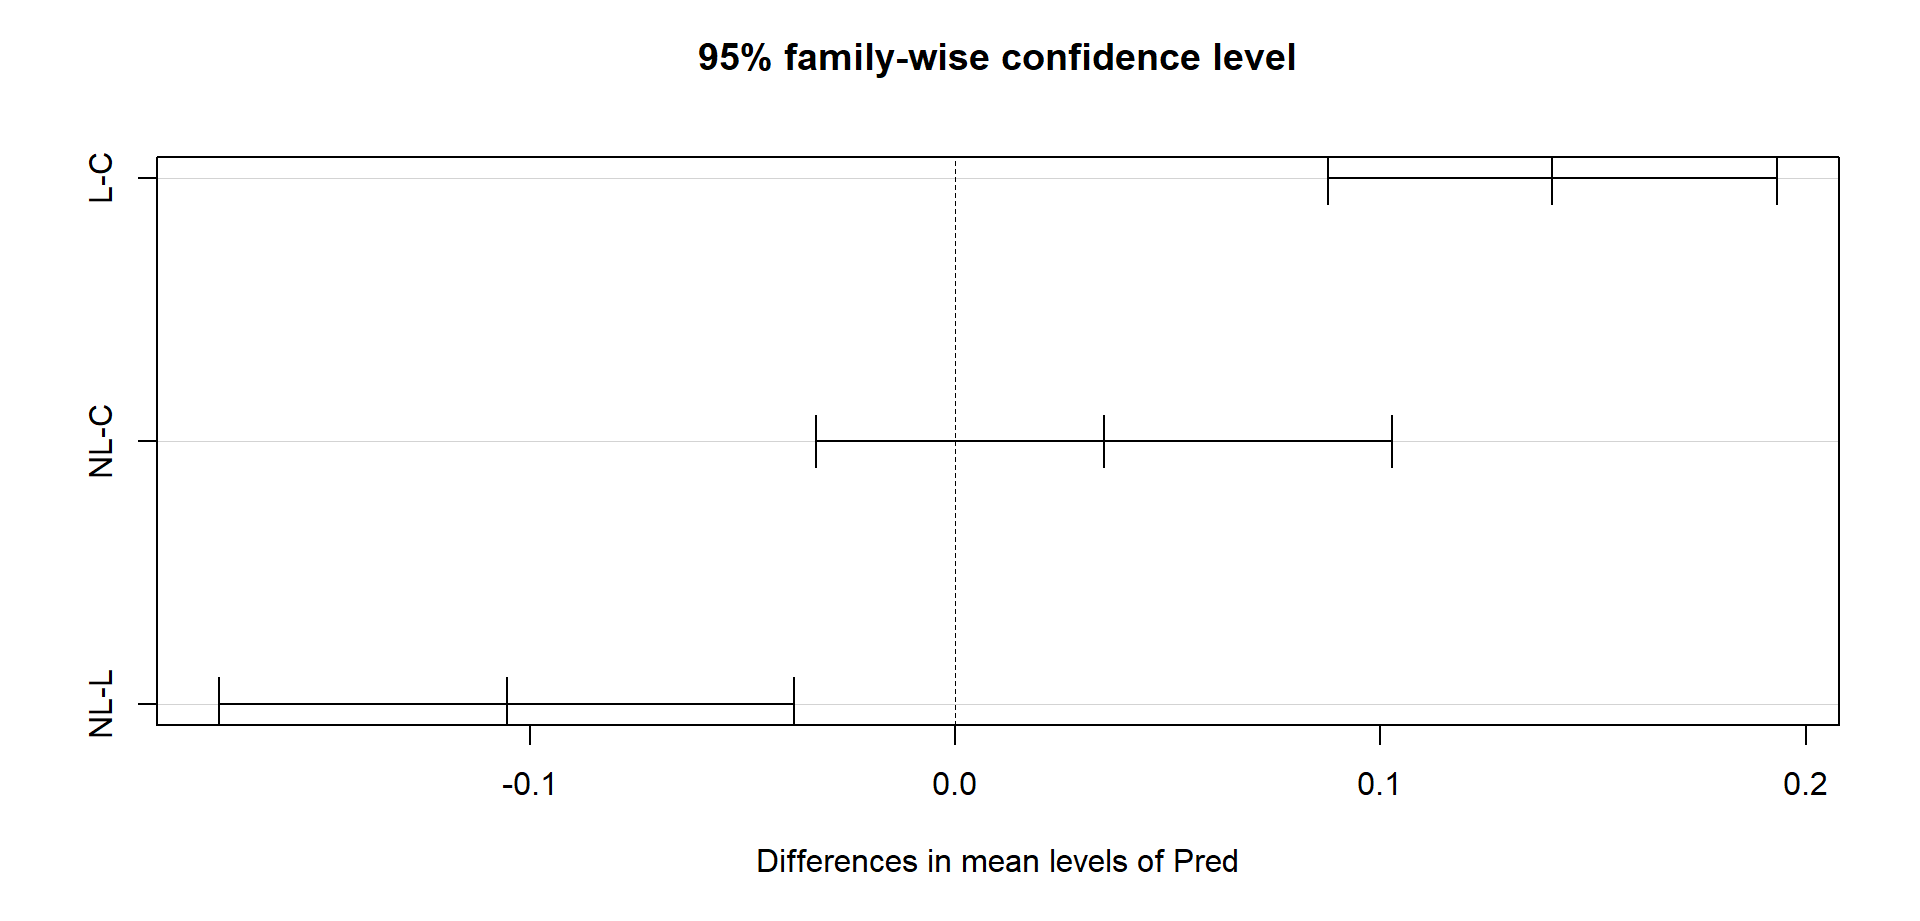 95% family-wise confidence level
L-C
NL-C
NL-L
-0.1 0.0 0.1 0.2
Differences in mean levels of Pred